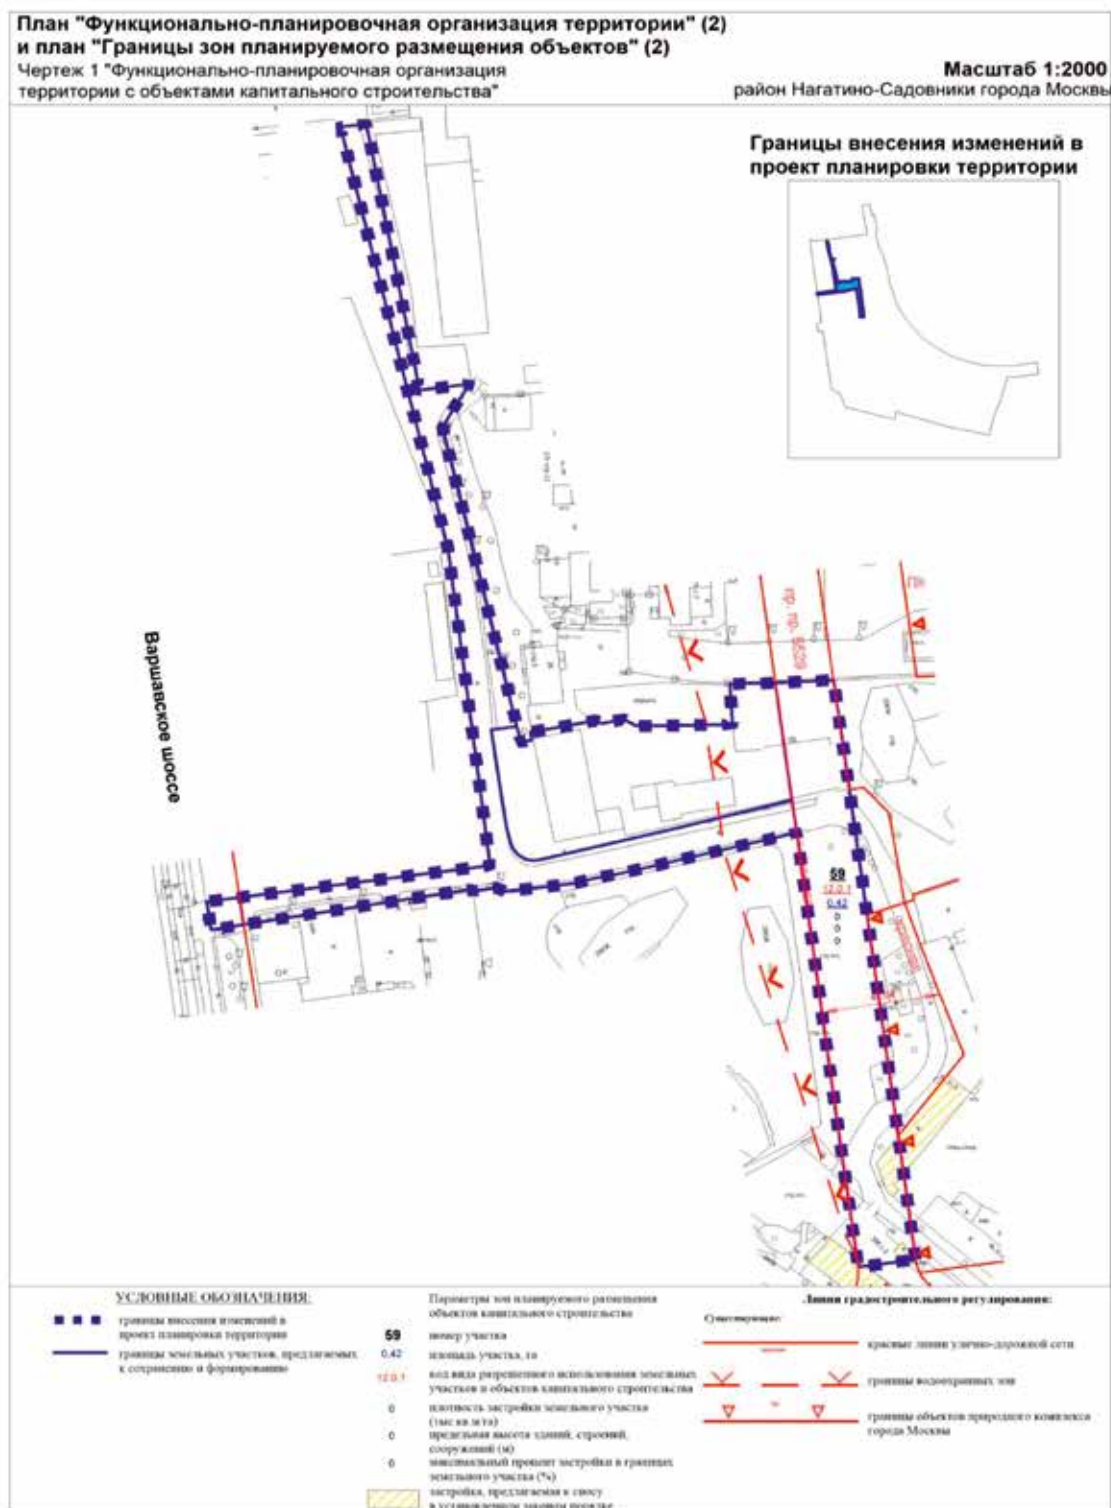 План "Функционально-планировочная организация территории" (2)
и план "Границы зон планируемого размещения объектов" (2)
Чертеж 1 "Функционально-планировочная организация
территории с объектами капитального строительства"
Масштаб 1:2000
район Нагатино-Садовники города Москвы
Границы внесения изменений в
проект планировки территории
пр. пр. 5529
Варшавское шоссе
59
12.0.1
0.42
0
0
0
УСЛОВНЫЕ ОБОЗНАЧЕНИЯ:
границы внесения изменений в
проект планировки территории
границы земельных участков, предлагаемых
к сохранению и формированию
Параметры зон планируемого размещения
объектов капитального строительства
59 номер участка
0.42 площадь участка, га
12.0.1 код вида разрешенного использования земельных
участков и объектов капитального строительства
0 плотность застройки земельного участка
(тыс.кв.м/га)
0 предельная высота зданий, строений,
сооружений (м)
0 максимальный процент застройки в границах
земельного участка (%)
застройка, предлагаемая к сносу
в установленном законом порядке
Линии градостроительного регулирования:
Существующие:
красные линии улично-дорожной сети
границы водоохранных зон
границы объектов природного комплекса
города Москвы